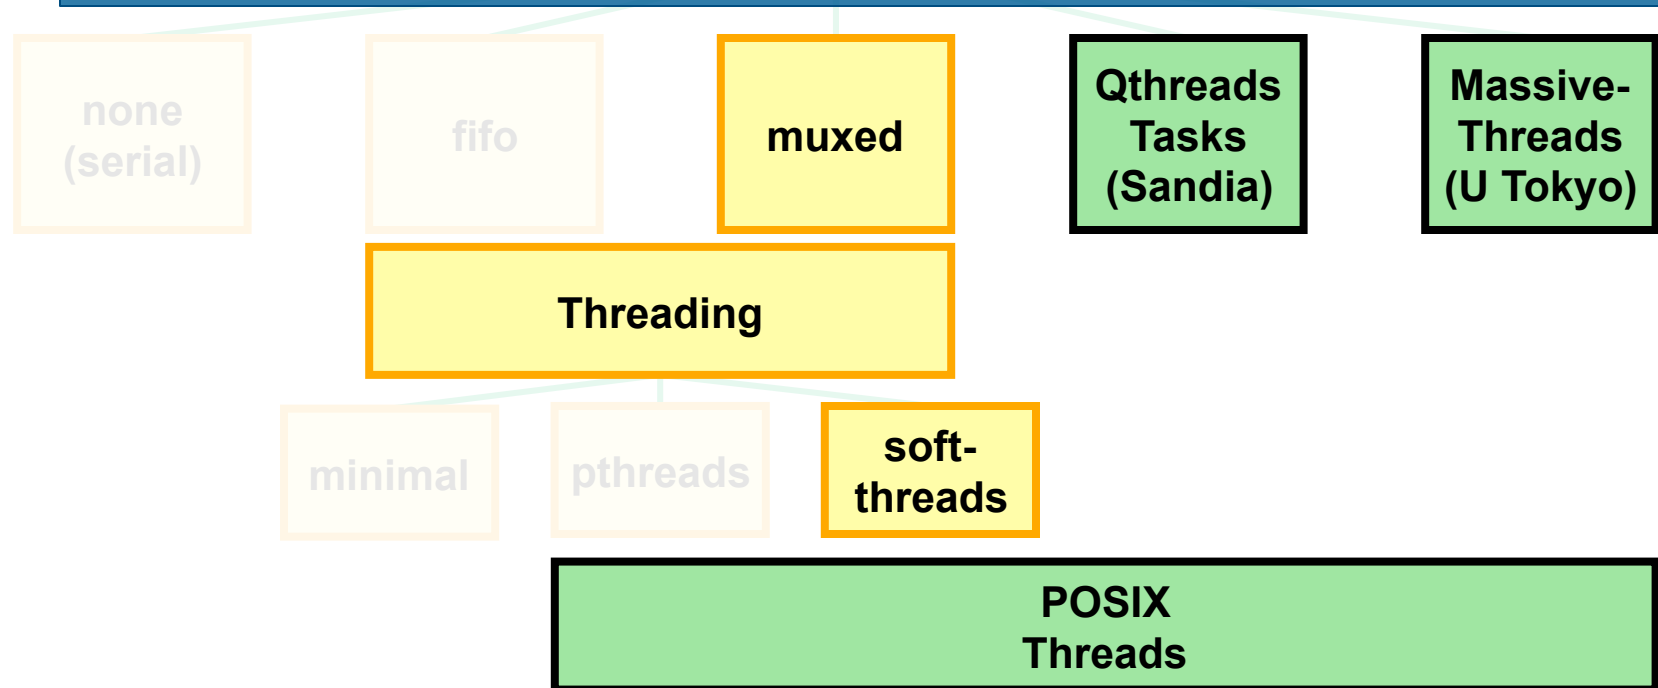 none
(serial)
fifo
muxed
Qthreads
Tasks
(Sandia)
Massive-
Threads
(U Tokyo)
Threading
minimal
pthreads
soft-
threads
POSIX
Threads